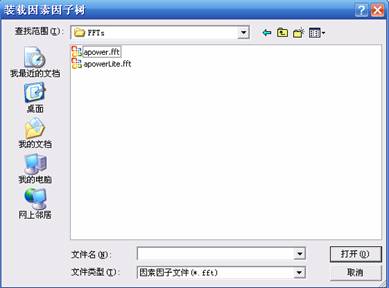 装载因素因子树
查找范围(I):
FFTs
apower.fft
apowerLite.fft
我最近的文档
桌面
我的文档
我的电脑
网上邻居
文件名(N):
打开(O)
文件类型(T):
因素因子文件(*.fft)
取消